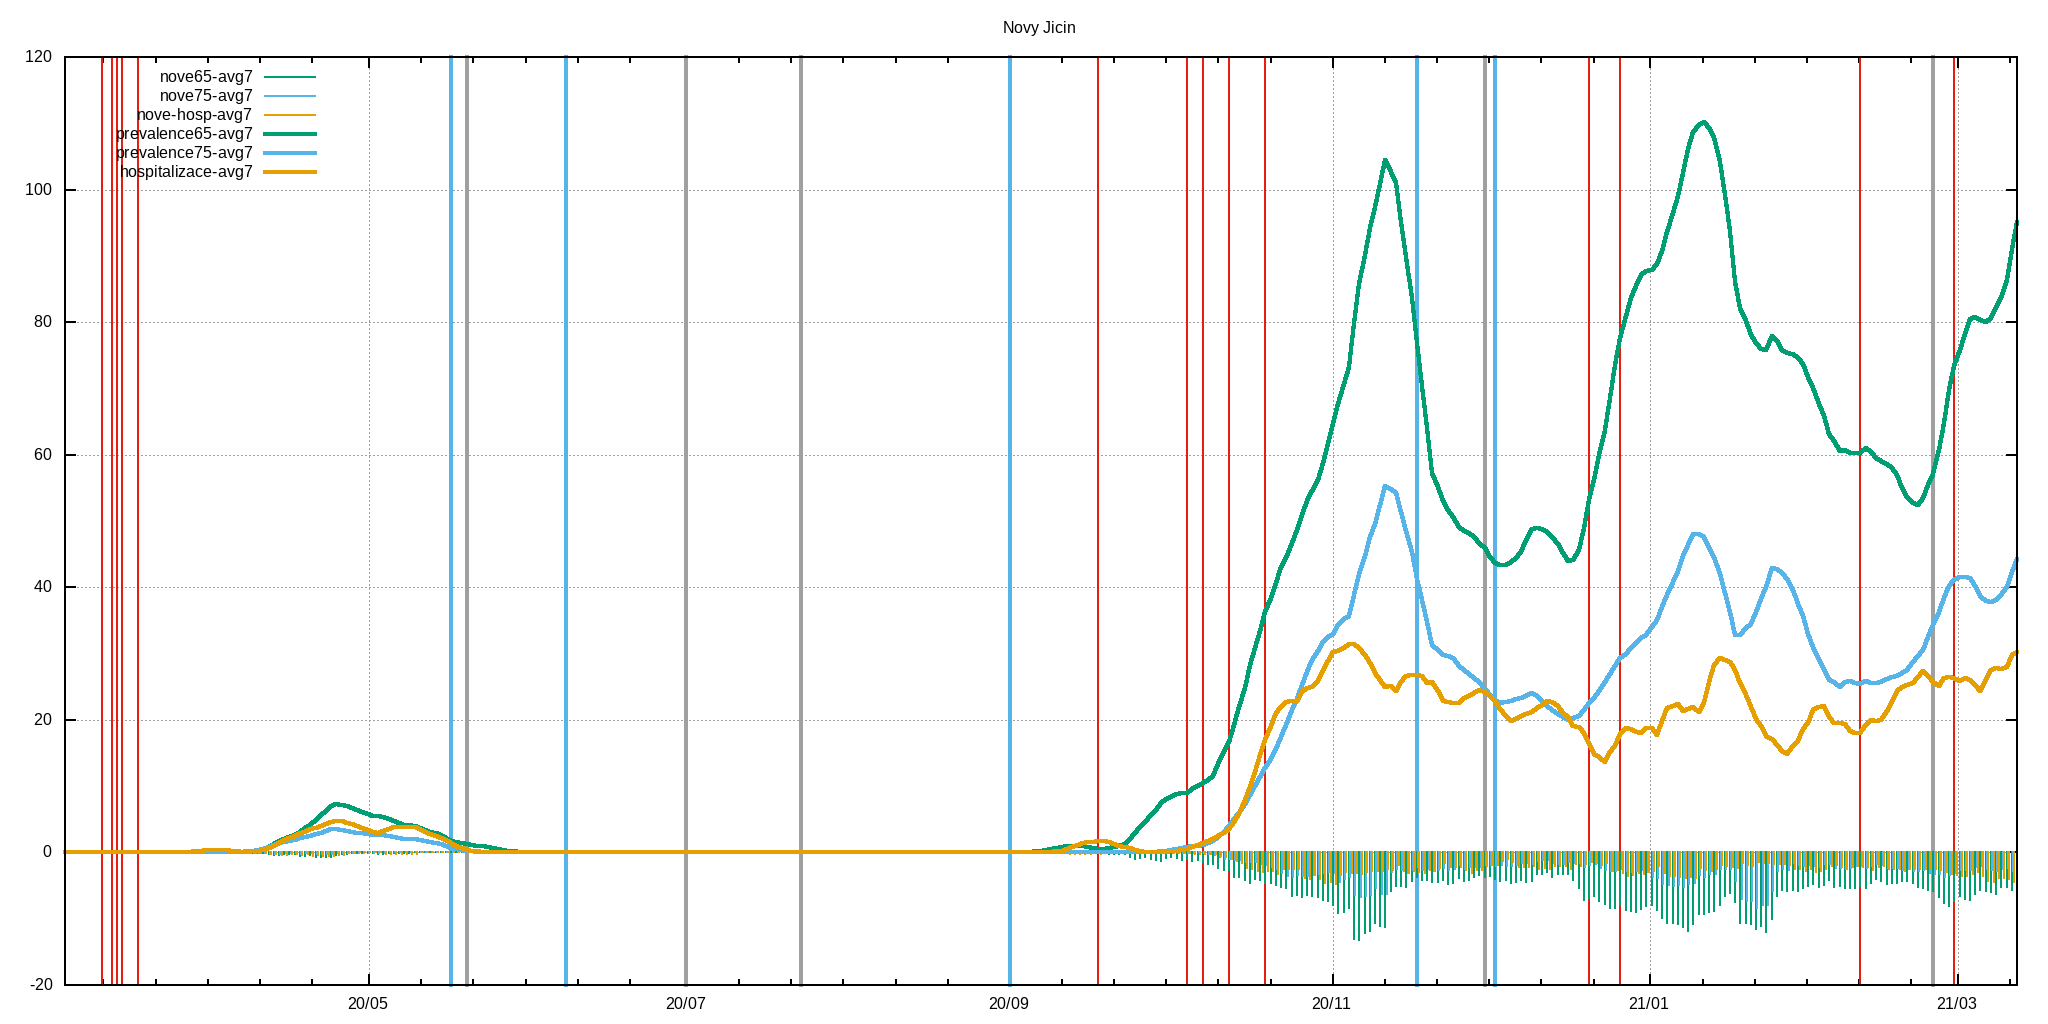 Novy Jicin
120
100
80
60
40
20
0
-20
nove65-avg7
nove75-avg7
nove-hosp-avg7
prevalence65-avg7
prevalence75-avg7
hospitalizace-avg7
20/05
20/07
20/09
20/11
21/01
21/03